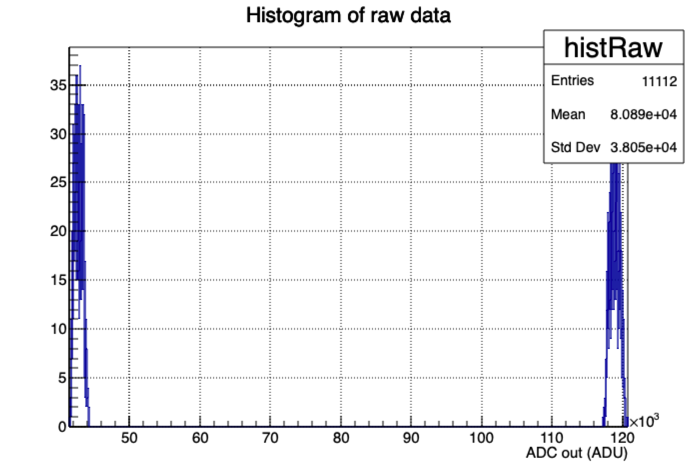 Histogram of raw data
histRaw
Entries 11112
Mean 8.089e+04
Std Dev 3.805e+04
35
30
25
20
15
10
5
0
50 60 70 80 90 100 110 120 ×10³
ADC out (ADU)